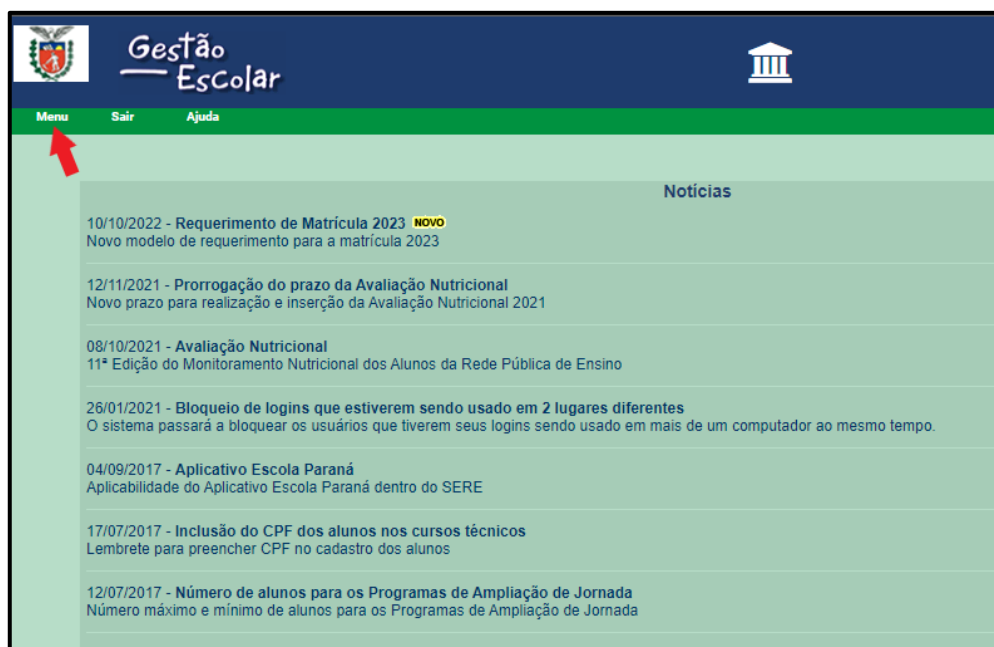 Gestão
Escolar
Menu Sair Ajuda
Notícias
10/10/2022 - Requerimento de Matrícula 2023 NOVO
Novo modelo de requerimento para a matrícula 2023
12/11/2021 - Prorrogação do prazo da Avaliação Nutricional
Novo prazo para realização e inserção da Avaliação Nutricional 2021
08/10/2021 - Avaliação Nutricional
11ª Edição do Monitoramento Nutricional dos Alunos da Rede Pública de Ensino
26/01/2021 - Bloqueio de logins que estiverem sendo usado em 2 lugares diferentes
O sistema passará a bloquear os usuários que tiverem seus logins sendo usado em mais de um computador ao mesmo tempo.
04/09/2017 - Aplicativo Escola Paraná
Aplicabilidade do Aplicativo Escola Paraná dentro do SERE
17/07/2017 - Inclusão do CPF dos alunos nos cursos técnicos
Lembrete para preencher CPF no cadastro dos alunos
12/07/2017 - Número de alunos para os Programas de Ampliação de Jornada
Número máximo e mínimo de alunos para os Programas de Ampliação de Jornada